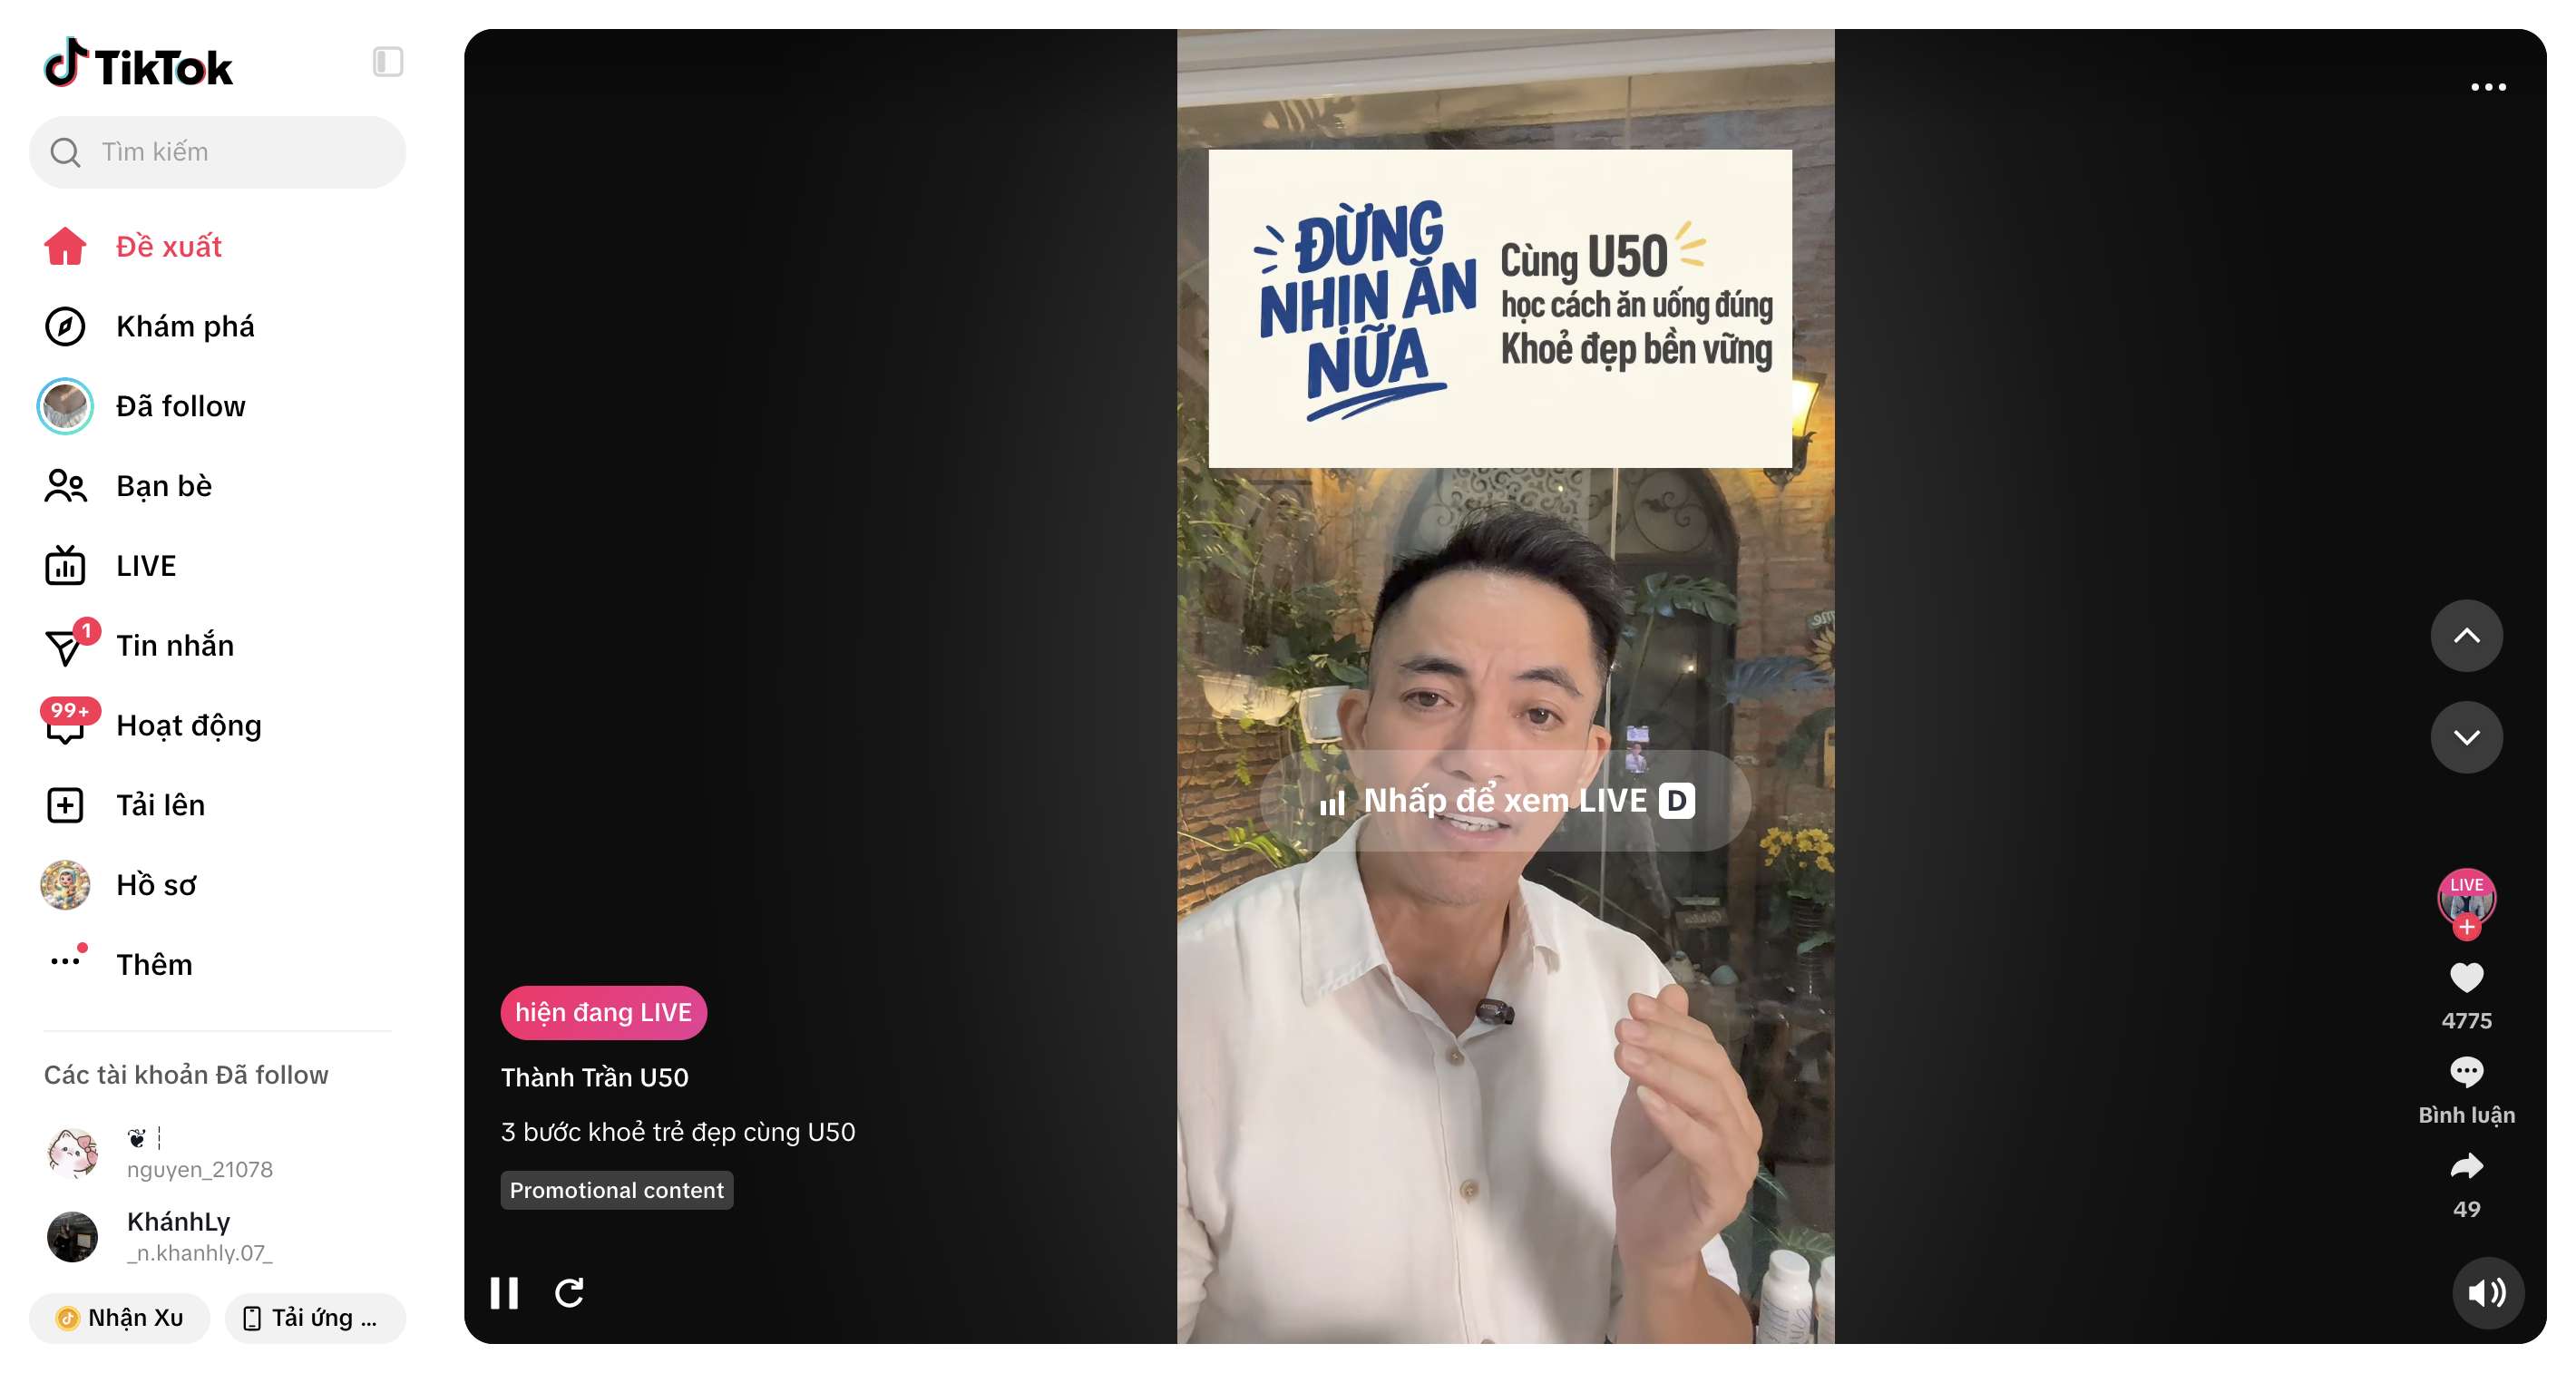 TikTok
Tìm kiếm
Đề xuất
Khám phá
Đã follow
Bạn bè
LIVE
1
Tin nhắn
99+
Hoạt động
Tải lên
Hồ sơ
Thêm
Các tài khoản Đã follow
nguyen_21078
KhánhLy
_n.khanhly.07_
Nhận Xu
Tải ứng ...
ĐỪNG
NHỊN ĂN
NỮA
Cùng U50
học cách ăn uống đúng
Khoẻ đẹp bền vững
Nhấp để xem LIVE D
hiện đang LIVE
Thành Trần U50
3 bước khoẻ trẻ đẹp cùng U50
Promotional content
LIVE
4775
Bình luận
49